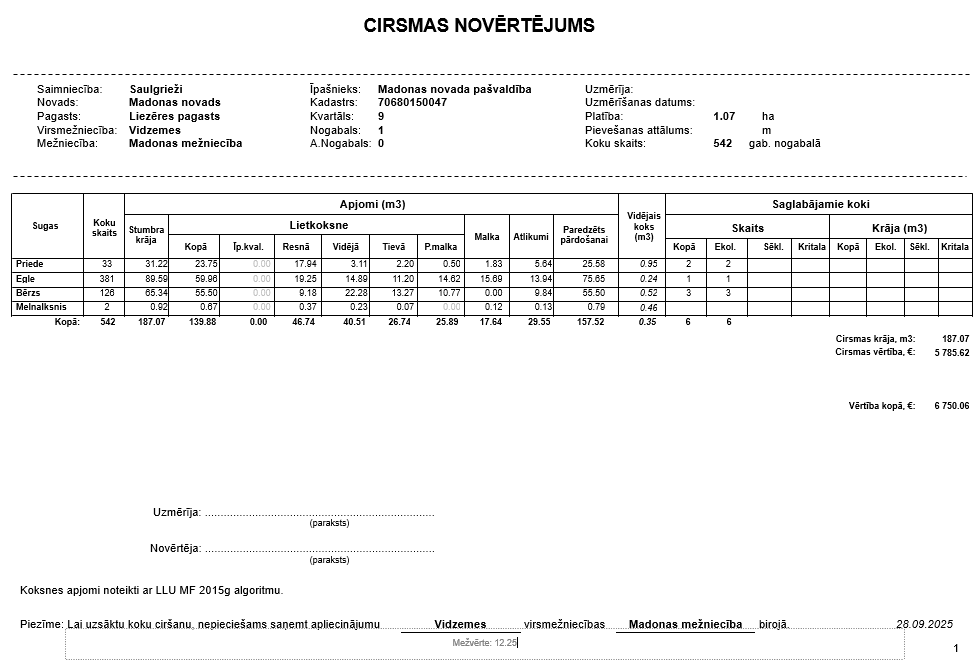 CIRSMAS NOVĒRTĒJUMS
Saimniecība: Saulgrieži Īpašnieks: Madonas novada pašvaldība Uzmērīja:
Novads: Madonas novads Kadastrs: 70680150047 Uzmērīšanas datums:
Pagasts: Liezēres pagasts Kvartāls: 9 Platība: 1.07 ha
Virsmežniecība: Vidzemes Nogabals: 1 Pievešanas attālums: m
Mežniecība: Madonas mežniecība A.Nogabals: 0 Koku skaits: 542 gab. nogabalā
Sugas Koku skaits Apjomi (m3) Vidējais koks (m3) Saglabājamie koki
Stumbra krāja Lietkoksne Malka Atlikumi Paredzēts pārdošanai Skaits Krāja (m3)
Kopā Īp.kval. Resnā Vidējā Tievā P.malka Kopā Ekol. Sēkl. Kritala Kopā Ekol. Sēkl. Kritala
Priede 33 31.22 23.75 0.00 17.94 3.11 2.20 0.50 1.83 5.64 25.58 0.95 2 2
Egle 381 89.59 59.96 0.00 19.25 14.89 11.20 14.62 15.69 13.94 75.65 0.24 1 1
Bērzs 126 65.34 55.50 0.00 9.18 22.28 13.27 10.77 0.00 9.84 55.50 0.52 3 3
Melnalksnis 2 0.92 0.67 0.00 0.37 0.23 0.07 0.00 0.12 0.13 0.79 0.46
Kopā: 542 187.07 139.88 0.00 46.74 40.51 26.74 25.89 17.64 29.55 157.52 0.35 6 6
Cirsmas krāja, m3: 187.07
Cirsmas vērtība, €: 5 785.62
Vērtība kopā, €: 6 750.06
Uzmērīja: ....................................................................
(paraksts)
Novērtēja: ....................................................................
(paraksts)
Koksnes apjomi noteikti ar LLU MF 2015g algoritmu.
Piezīme: Lai uzsāktu koku ciršanu, nepieciešams saņemt apliecinājumu Vidzemes virsmežniecības Madonas mežniecība birojā. 28.09.2025
Mežvērte: 12.25
1